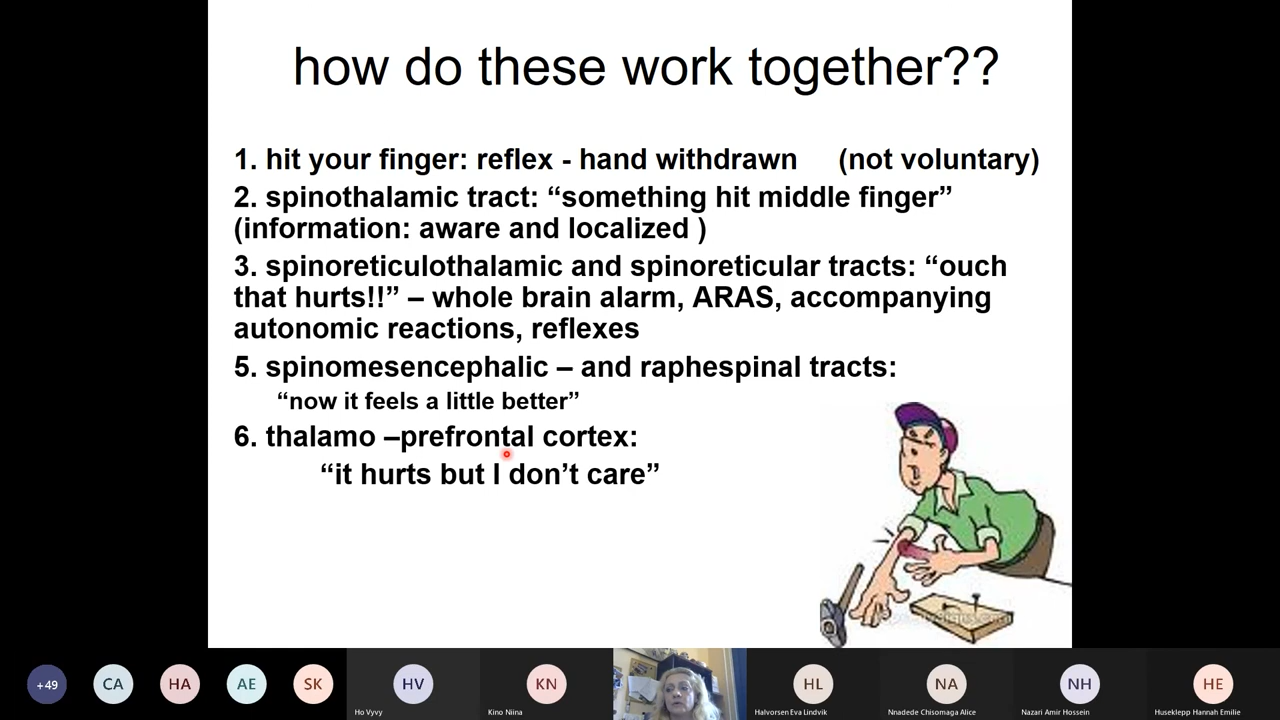 how do these work together??
1. hit your finger: reflex - hand withdrawn (not voluntary)
2. spinothalamic tract: “something hit middle finger”
(information: aware and localized )
3. spinoreticulothalamic and spinoreticular tracts: “ouch
that hurts!!” – whole brain alarm, ARAS, accompanying
autonomic reactions, reflexes
5. spinomesencephalic – and raphespinal tracts:
“now it feels a little better”
6. thalamo –prefrontal cortex:
“it hurts but I don’t care”
+49 CA HA AE SK HV KN HL NA NH HE
Ho Vyvy Kino Niina Halvorsen Eva Lindvik Nnadede Chisomaga Alice Nazari Amir Hossein Huseklepp Hannah Emilie